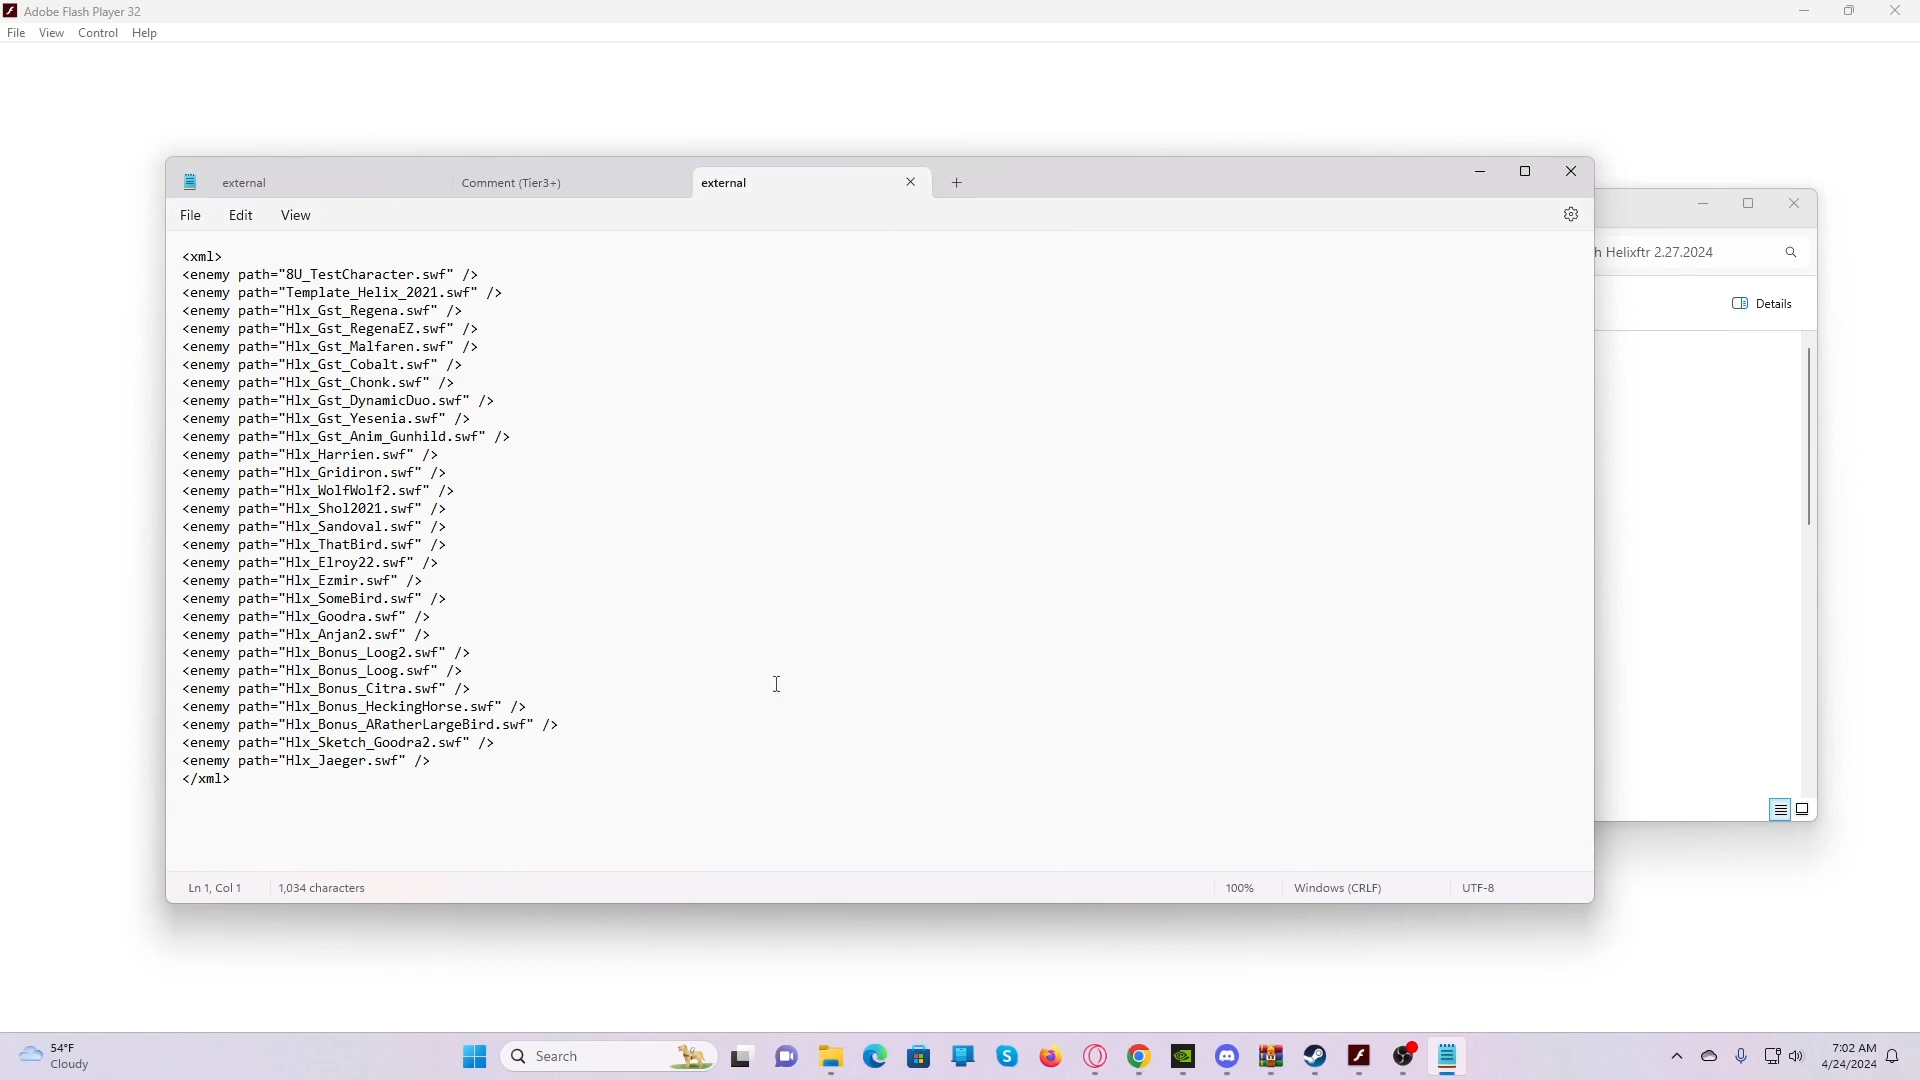 Adobe Flash Player 32
File View Control Help
external Comment (Tier3+) external
File Edit View
h Helixftr 2.27.2024
Details
<xml>
<enemy path="8U_TestCharacter.swf" />
<enemy path="Template_Helix_2021.swf" />
<enemy path="Hlx_Gst_Regena.swf" />
<enemy path="Hlx_Gst_RegenaEZ.swf" />
<enemy path="Hlx_Gst_Malfaren.swf" />
<enemy path="Hlx_Gst_Cobalt.swf" />
<enemy path="Hlx_Gst_Chonk.swf" />
<enemy path="Hlx_Gst_DynamicDuo.swf" />
<enemy path="Hlx_Gst_Yesenia.swf" />
<enemy path="Hlx_Gst_Anim_Gunhild.swf" />
<enemy path="Hlx_Harrien.swf" />
<enemy path="Hlx_Gridiron.swf" />
<enemy path="Hlx_WolfWolf2.swf" />
<enemy path="Hlx_Shol2021.swf" />
<enemy path="Hlx_Sandoval.swf" />
<enemy path="Hlx_ThatBird.swf" />
<enemy path="Hlx_Elroy22.swf" />
<enemy path="Hlx_Ezmir.swf" />
<enemy path="Hlx_SomeBird.swf" />
<enemy path="Hlx_Goodra.swf" />
<enemy path="Hlx_Anjan2.swf" />
<enemy path="Hlx_Bonus_Loog2.swf" />
<enemy path="Hlx_Bonus_Loog.swf" />
<enemy path="Hlx_Bonus_Citra.swf" />
<enemy path="Hlx_Bonus_HeckingHorse.swf" />
<enemy path="Hlx_Bonus_ARatherLargeBird.swf" />
<enemy path="Hlx_Sketch_Goodra2.swf" />
<enemy path="Hlx_Jaeger.swf" />
</xml>
Ln 1, Col 1 1,034 characters 100% Windows (CRLF) UTF-8
54°F
Cloudy
Search
7:02 AM
4/24/2024